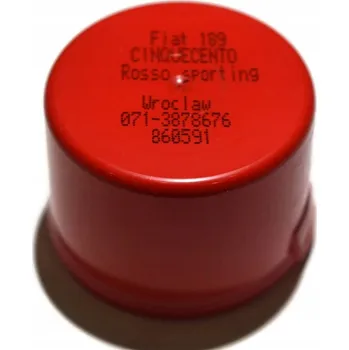 Fiat 189
CINQUECENTO
Rosso sporting
Wroclaw
071-3878676
860591